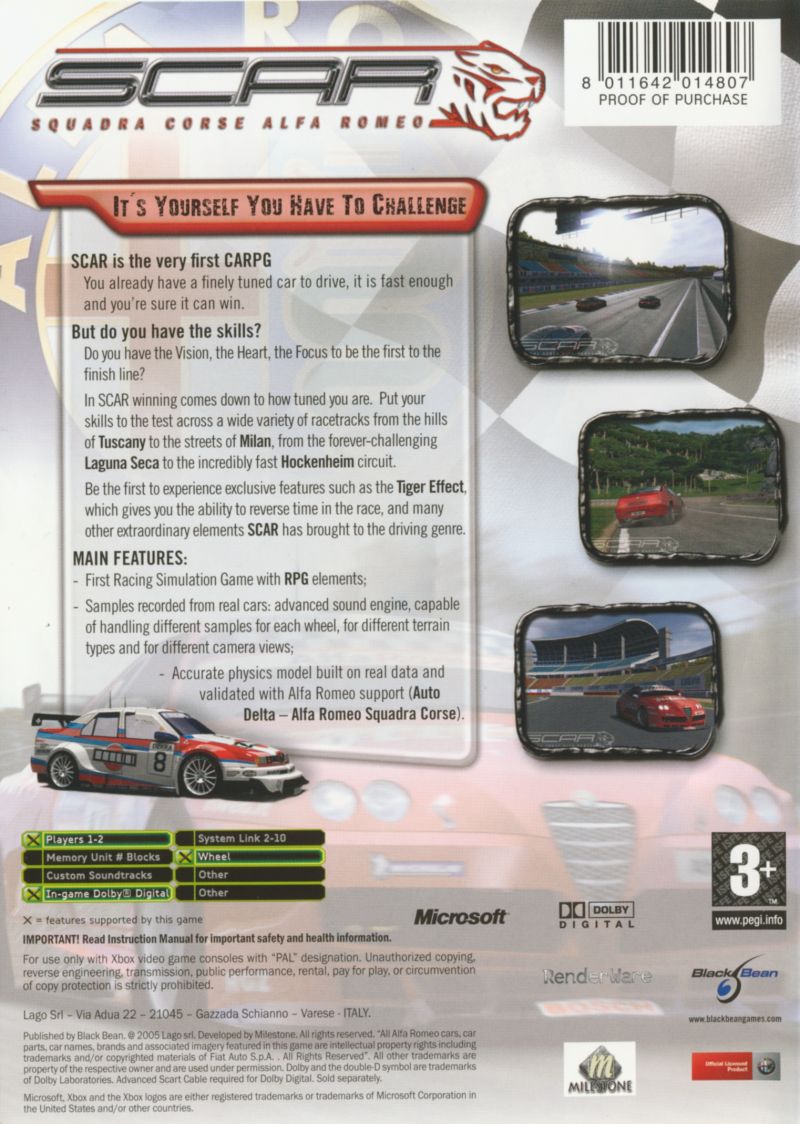 SCAR
SQUADRA CORSE ALFA ROMEO
8 011642 014807
PROOF OF PURCHASE
IT´S YOURSELF YOU HAVE TO CHALLENGE
SCAR is the very first CARPG
You already have a finely tuned car to drive, it is fast enough
and you're sure it can win.
But do you have the skills?
Do you have the Vision, the Heart, the Focus to be the first to the
finish line?
In SCAR winning comes down to how tuned you are. Put your
skills to the test across a wide variety of racetracks from the hills
of Tuscany to the streets of Milan, from the forever-challenging
Laguna Seca to the incredibly fast Hockenheim circuit.
Be the first to experience exclusive features such as the Tiger Effect,
which gives you the ability to reverse time in the race, and many
other extraordinary elements SCAR has brought to the driving genre.
MAIN FEATURES:
- First Racing Simulation Game with RPG elements;
- Samples recorded from real cars: advanced sound engine, capable
of handling different samples for each wheel, for different terrain
types and for different camera views;
- Accurate physics model built on real data and
validated with Alfa Romeo support (Auto
Delta – Alfa Romeo Squadra Corse).
SCAR
SCAR
SCAR
8
X Players 1-2
Memory Unit # Blocks
Custom Soundtracks
X In-game Dolby® Digital
System Link 2-10
X Wheel
Other
Other
X = features supported by this game
Microsoft
DOLBY
DIGITAL
3+
TM
www.pegi.info
IMPORTANT! Read Instruction Manual for important safety and health information.
For use only with Xbox video game consoles with "PAL" designation. Unauthorized copying,
reverse engineering, transmission, public performance, rental, pay for play, or circumvention
of copy protection is strictly prohibited.
RenderWare
Black Bean
www.blackbeangames.com
Lago Srl – Via Adua 22 – 21045 – Gazzada Schianno – Varese - ITALY.
Published by Black Bean. @ 2005 Lago srl. Developed by Milestone. All rights reserved. "All Alfa Romeo cars, car
parts, car names, brands and associated imagery featured in this game are intellectual property rights including
trademarks and/or copyrighted materials of Fiat Auto S.p.A. . All Rights Reserved". All other trademarks are
property of the respective owner and are used under permission. Dolby and the double-D symbol are trademarks
of Dolby Laboratories. Advanced Scart Cable required for Dolby Digital. Sold separately.
Microsoft, Xbox and the Xbox logos are either registered trademarks or trademarks of Microsoft Corporation in
the United States and/or other countries.
M
MILESTONE
Official Licensed
Product